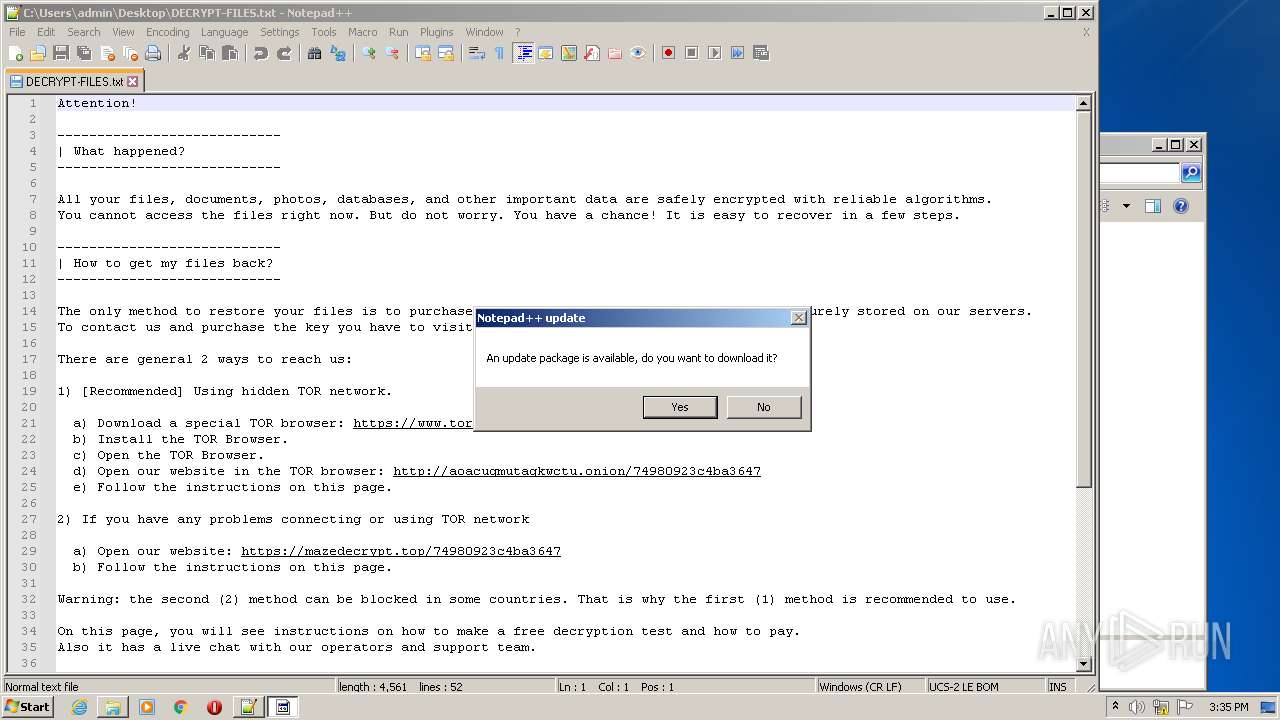 C:\Users\admin\Desktop\DECRYPT-FILES.txt - Notepad++
File Edit Search View Encoding Language Settings Tools Macro Run Plugins Window ? X
DECRYPT-FILES.txt
1 Attention!
2
3 ----------------------------
4 | What happened?
5 ----------------------------
6
7 All your files, documents, photos, databases, and other important data are safely encrypted with reliable algorithms.
8 You cannot access the files right now. But do not worry. You have a chance! It is easy to recover in a few steps.
9
10 ----------------------------
11 | How to get my files back?
12 ----------------------------
13
14 The only method to restore your files is to purchase urely stored on our servers.
15 To contact us and purchase the key you have to visit
16
17 There are general 2 ways to reach us:
18
19 1) [Recommended] Using hidden TOR network.
20
21 a) Download a special TOR browser: https://www.tor
22 b) Install the TOR Browser.
23 c) Open the TOR Browser.
24 d) Open our website in the TOR browser: http://aoacugmutagkwctu.onion/74980923c4ba3647
25 e) Follow the instructions on this page.
26
27 2) If you have any problems connecting or using TOR network
28
29 a) Open our website: https://mazedecrypt.top/74980923c4ba3647
30 b) Follow the instructions on this page.
31
32 Warning: the second (2) method can be blocked in some countries. That is why the first (1) method is recommended to use.
33
34 On this page, you will see instructions on how to make a free decryption test and how to pay.
35 Also it has a live chat with our operators and support team.
36
Notepad++ update
An update package is available, do you want to download it?
Yes No
Normal text file length : 4,561 lines : 52 Ln : 1 Col : 1 Pos : 1 Windows (CR LF) UCS-2 LE BOM INS
ANY RUN
Start 3:35 PM